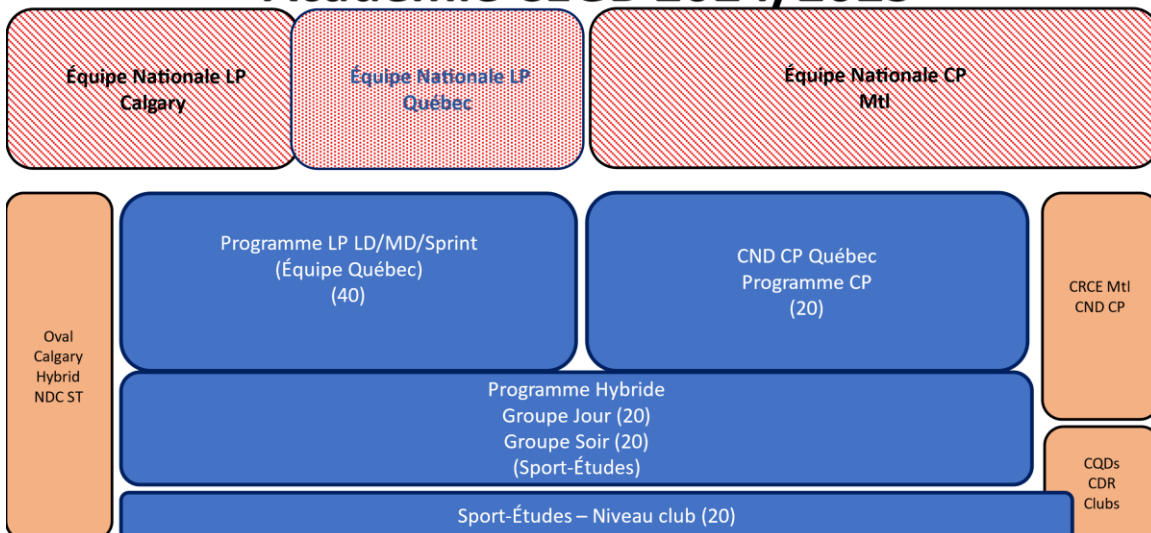 Équipe Nationale LP
Calgary
Équipe Nationale LP
Québec
Équipe Nationale CP
Mtl
Oval
Calgary
Hybrid
NDC ST
Programme LP LD/MD/Sprint
(Équipe Québec)
(40)
CND CP Québec
Programme CP
(20)
CRCE Mtl
CND CP
Programme Hybride
Groupe Jour (20)
Groupe Soir (20)
(Sport-Études)
CQDs
CDR
Clubs
Sport-Études – Niveau club (20)